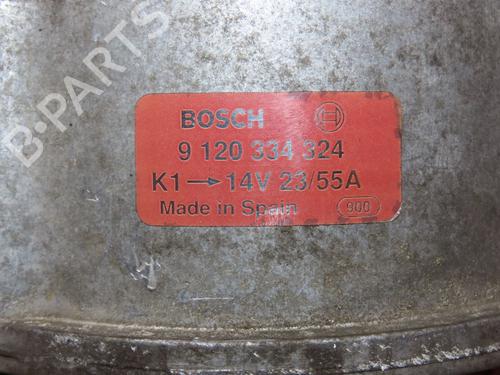 B-PARTS
BOSCH
9 120 334 324
K1→14V 23/55A
Made in Spain 900